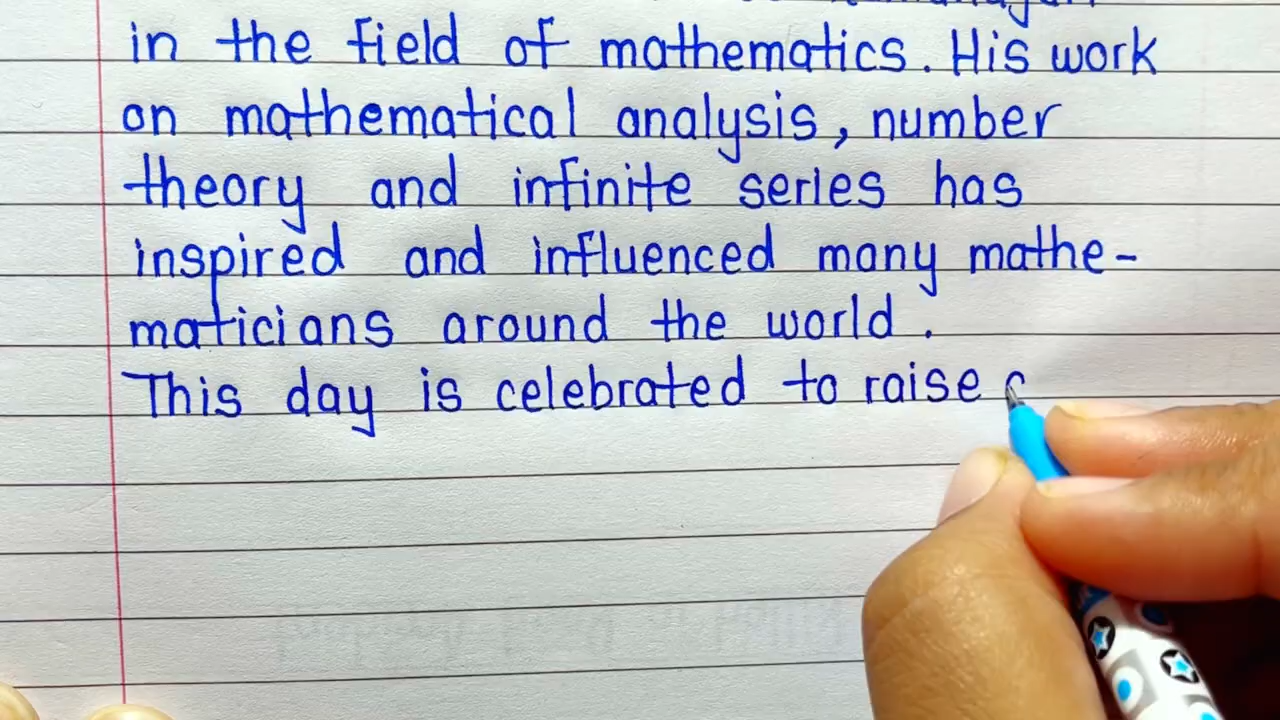 in the field of mathematics. His work
on mathematical analysis, number
theory and infinite series has
inspired and influenced many mathe-
maticians around the world.
This day is celebrated to raise